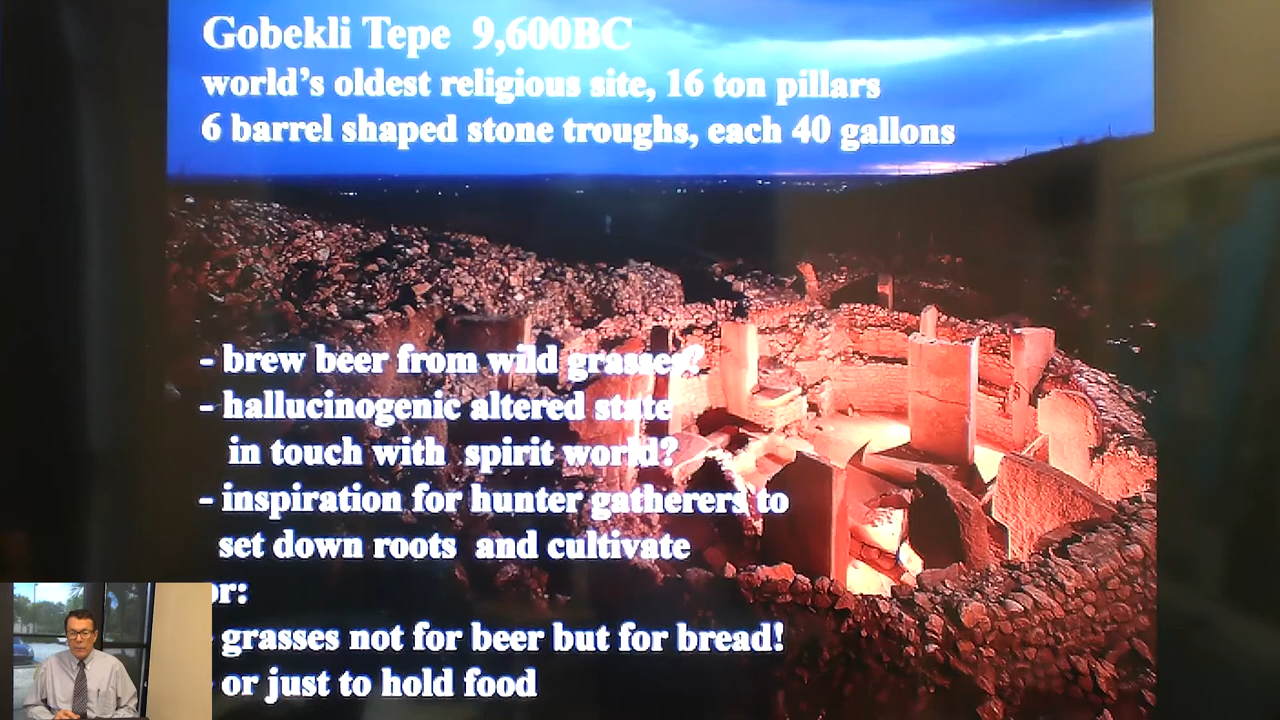 Gobekli Tepe 9,600BC
world's oldest religious site, 16 ton pillars
6 barrel shaped stone troughs, each 40 gallons
- brew beer from wild grasses?
- hallucinogenic altered state
in touch with spirit world?
- inspiration for hunter gatherers to
set down roots and cultivate
or:
- grasses not for beer but for bread!
- or just to hold food